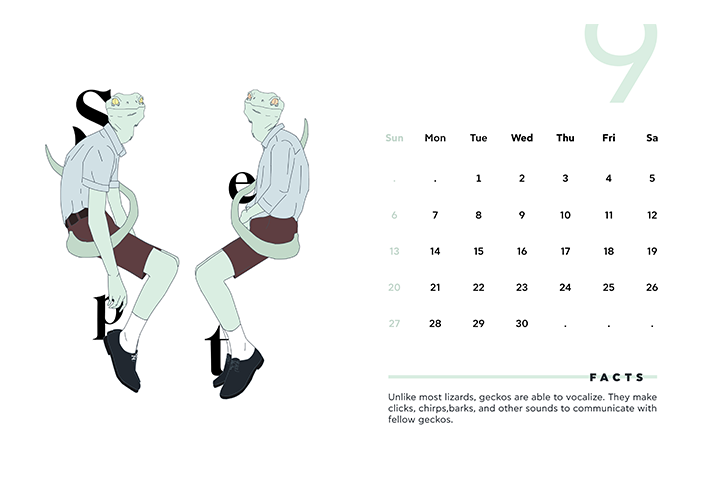 S
e
p
t
9
Sun Mon Tue Wed Thu Fri Sa
. . 1 2 3 4 5
6 7 8 9 10 11 12
13 14 15 16 17 18 19
20 21 22 23 24 25 26
27 28 29 30 . . .
FACTS
Unlike most lizards, geckos are able to vocalize. They make
clicks, chirps,barks, and other sounds to communicate with
fellow geckos.